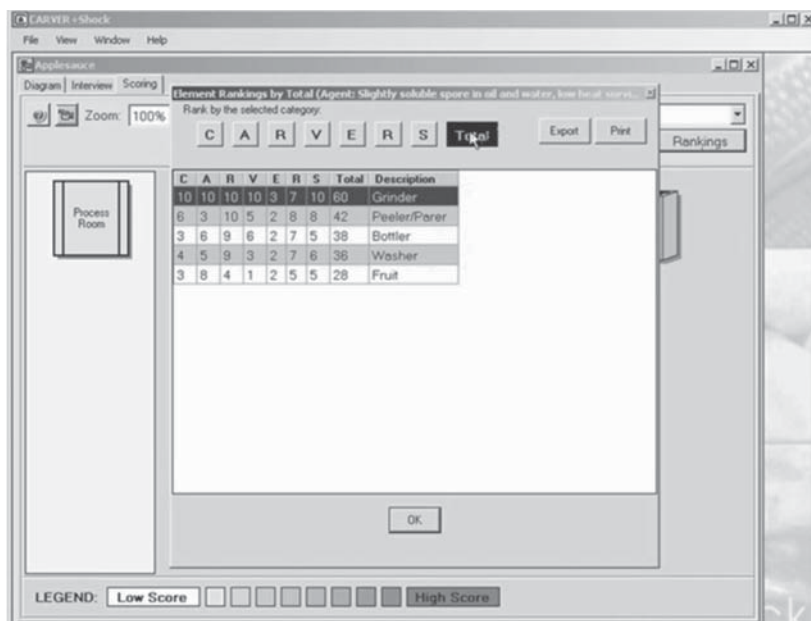 CARVER+Shock
File View Window Help
Applesauce
Diagram Interview Scoring
Zoom: 100%
Rankings
Process
Room
Element Rankings by Total (Agent: Slightly soluble spore in oil and water, low heat survi...
Rank by the selected category:
C A R V E R S Total Export Print
C A R V E R S Total Description
10 10 10 10 3 7 10 60 Grinder
6 3 10 5 2 8 8 42 Peeler/Parer
3 6 9 6 2 7 5 38 Bottler
4 5 9 3 2 7 6 36 Washer
3 8 4 1 2 5 5 28 Fruit
OK
LEGEND: Low Score High Score
ck